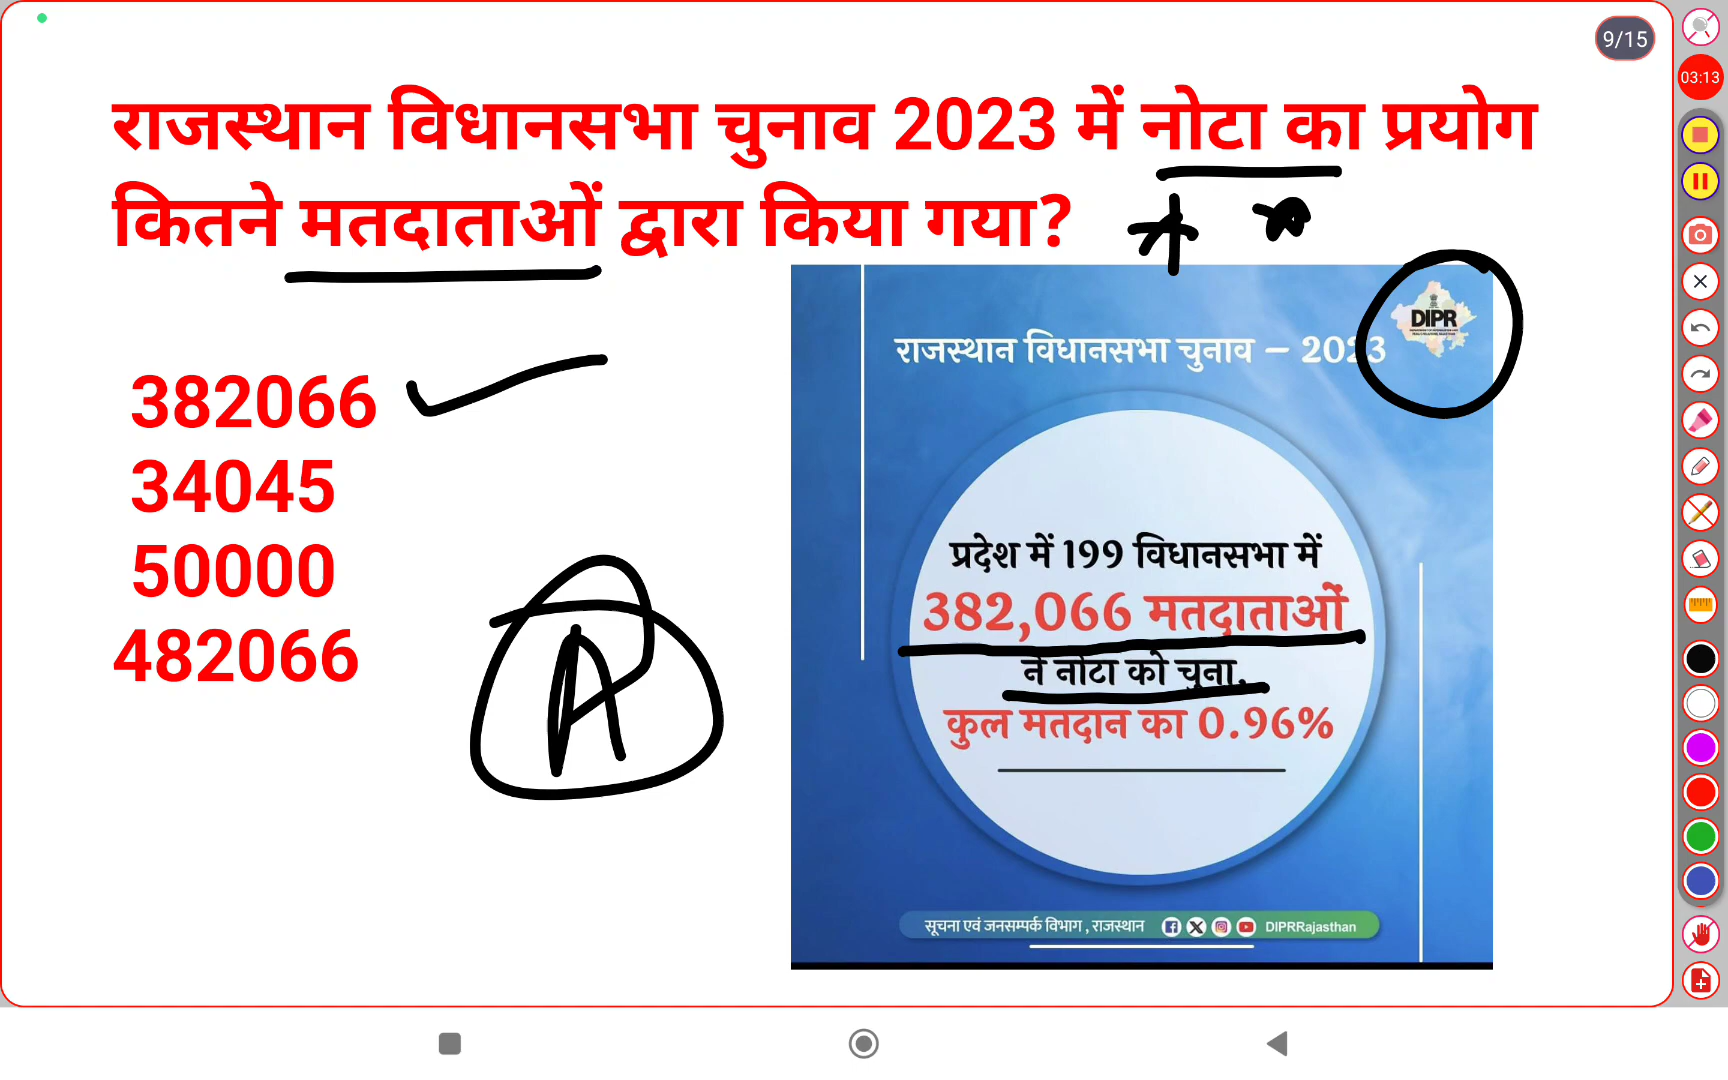 9/15
03:13
राजस्थान विधानसभा चुनाव 2023 में नोटा का प्रयोग
कितने मतदाताओं द्वारा किया गया?
382066
34045
50000
482066
A
DIPR
राजस्थान विधानसभा चुनाव – 2023
प्रदेश में 199 विधानसभा में
382,066 मतदाताओं
ने नोटा को चुना,
कुल मतदान का 0.96%
सूचना एवं जनसम्पर्क विभाग , राजस्थान DIPRRajasthan